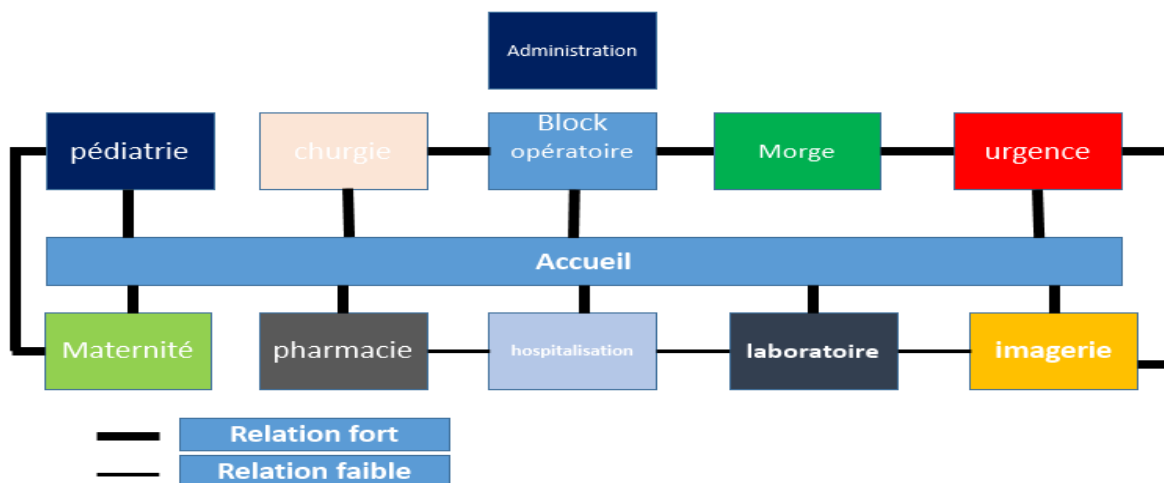 Administration
pédiatrie
churgie
Block
opératoire
Morge
urgence
Accueil
Maternité
pharmacie
hospitalisation
laboratoire
imagerie
Relation fort
Relation faible